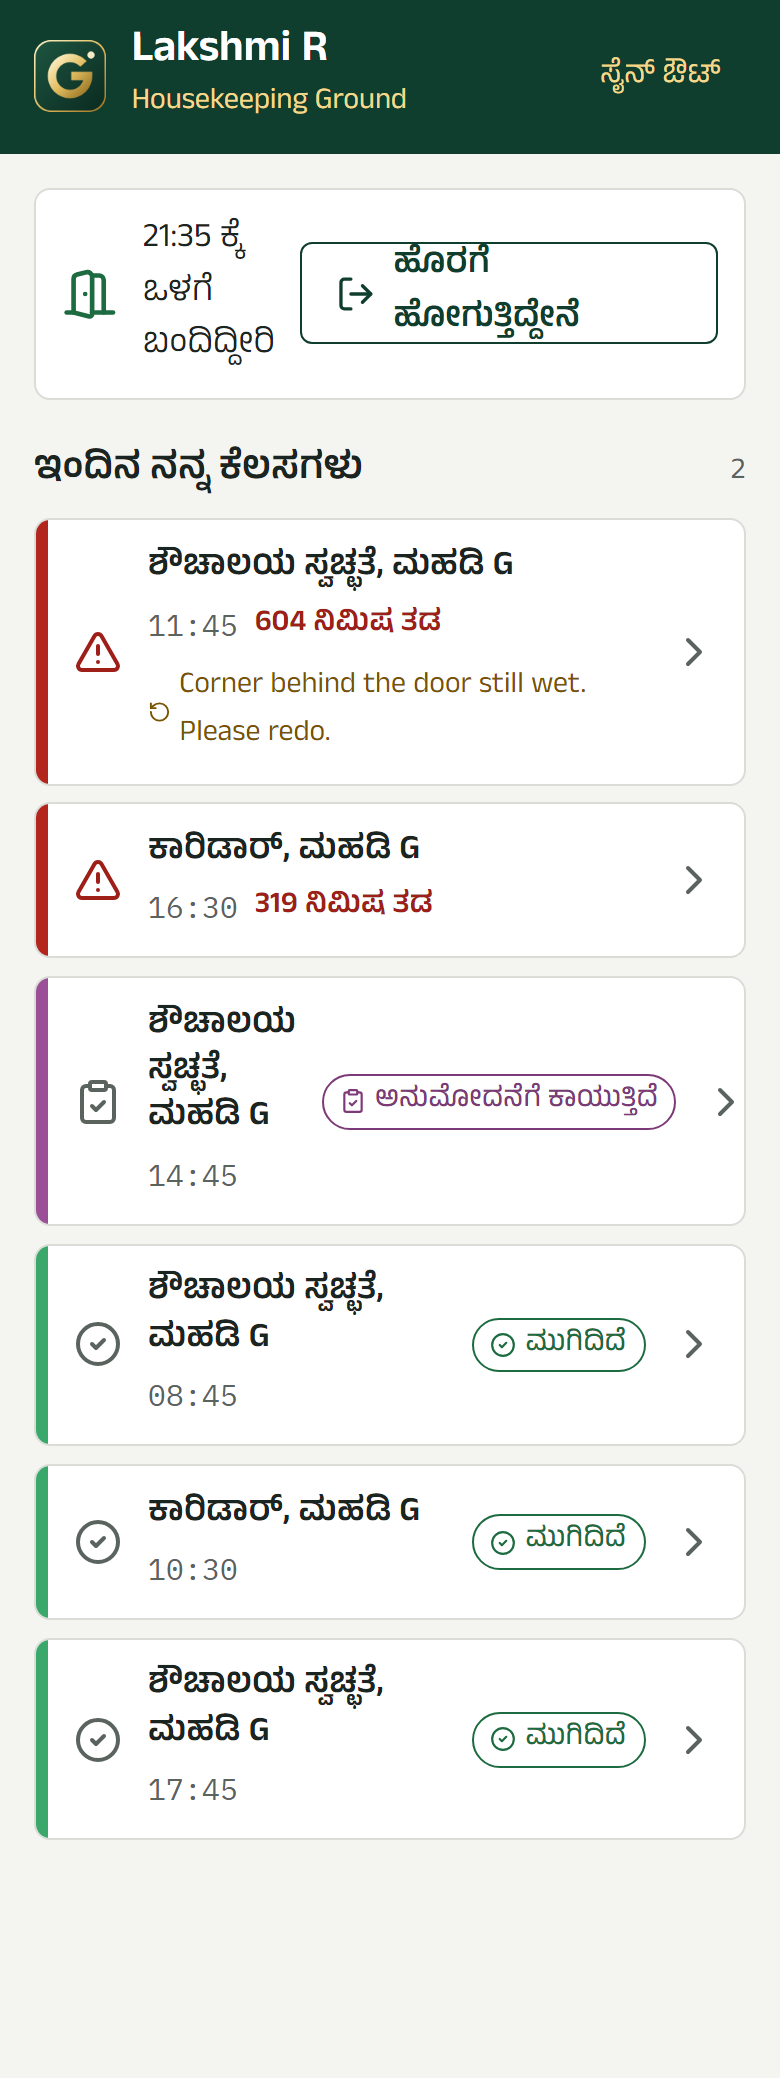 Lakshmi R
Housekeeping Ground
ಸೈನ್ ಔಟ್
21:35 ಕ್ಕೆ
ಒಳಗೆ
ಬಂದಿದ್ದೀರಿ
ಹೊರಗೆ
ಹೋಗುತ್ತಿದ್ದೇನೆ
ಇಂದಿನ ನನ್ನ ಕೆಲಸಗಳು
2
ಶೌಚಾಲಯ ಸ್ವಚ್ಛತೆ, ಮಹಡಿ G
11:45 604 ನಿಮಿಷ ತಡ
Corner behind the door still wet.
Please redo.
ಕಾರಿಡಾರ್, ಮಹಡಿ G
16:30 319 ನಿಮಿಷ ತಡ
ಶೌಚಾಲಯ
ಸ್ವಚ್ಛತೆ,
ಮಹಡಿ G
14:45
ಅನುಮೋದನೆಗೆ ಕಾಯುತ್ತಿದೆ
ಶೌಚಾಲಯ ಸ್ವಚ್ಛತೆ,
ಮಹಡಿ G
08:45
ಮುಗಿದಿದೆ
ಕಾರಿಡಾರ್, ಮಹಡಿ G
10:30
ಮುಗಿದಿದೆ
ಶೌಚಾಲಯ ಸ್ವಚ್ಛತೆ,
ಮಹಡಿ G
17:45
ಮುಗಿದಿದೆ